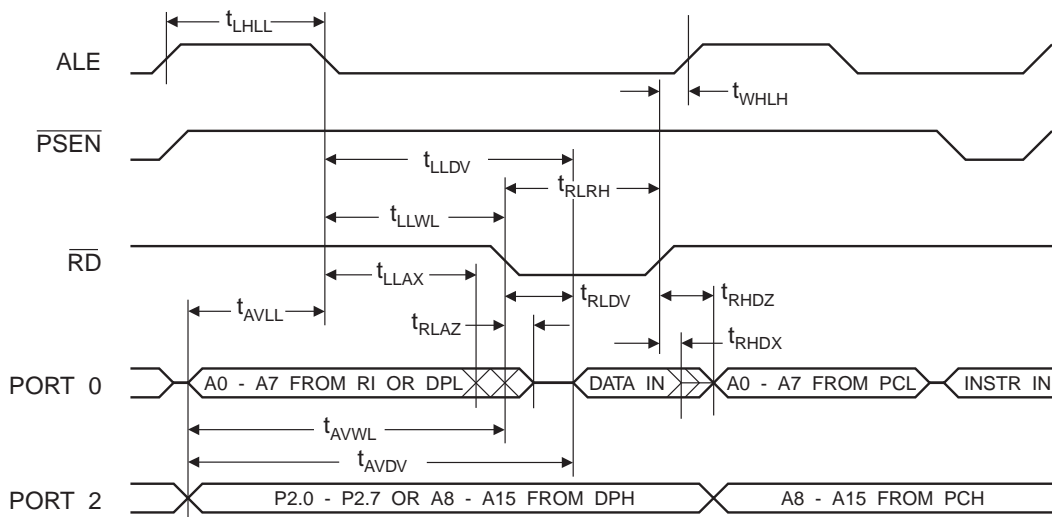 tLHLL
ALE
tWHLH
PSEN
tLLDV
tRLRH
tLLWL
RD
tLLAX
tRLDV
tRHDZ
tAVLL
tRLAZ
tRHDX
PORT 0
A0 - A7 FROM RI OR DPL
DATA IN
A0 - A7 FROM PCL
INSTR IN
tAVWL
tAVDV
PORT 2
P2.0 - P2.7 OR A8 - A15 FROM DPH
A8 - A15 FROM PCH